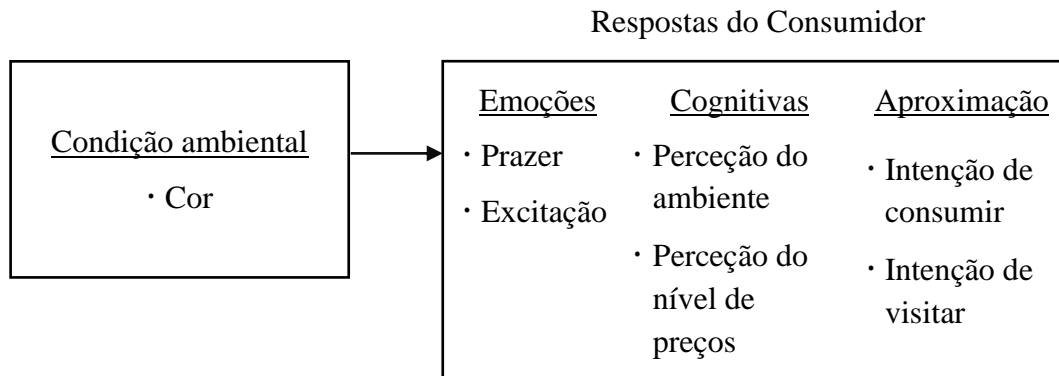 Respostas do Consumidor
Condição ambiental
· Cor
Emoções
· Prazer
· Excitação
Cognitivas
· Perceção do
ambiente
· Perceção do
nível de
preços
Aproximação
· Intenção de
consumir
· Intenção de
visitar